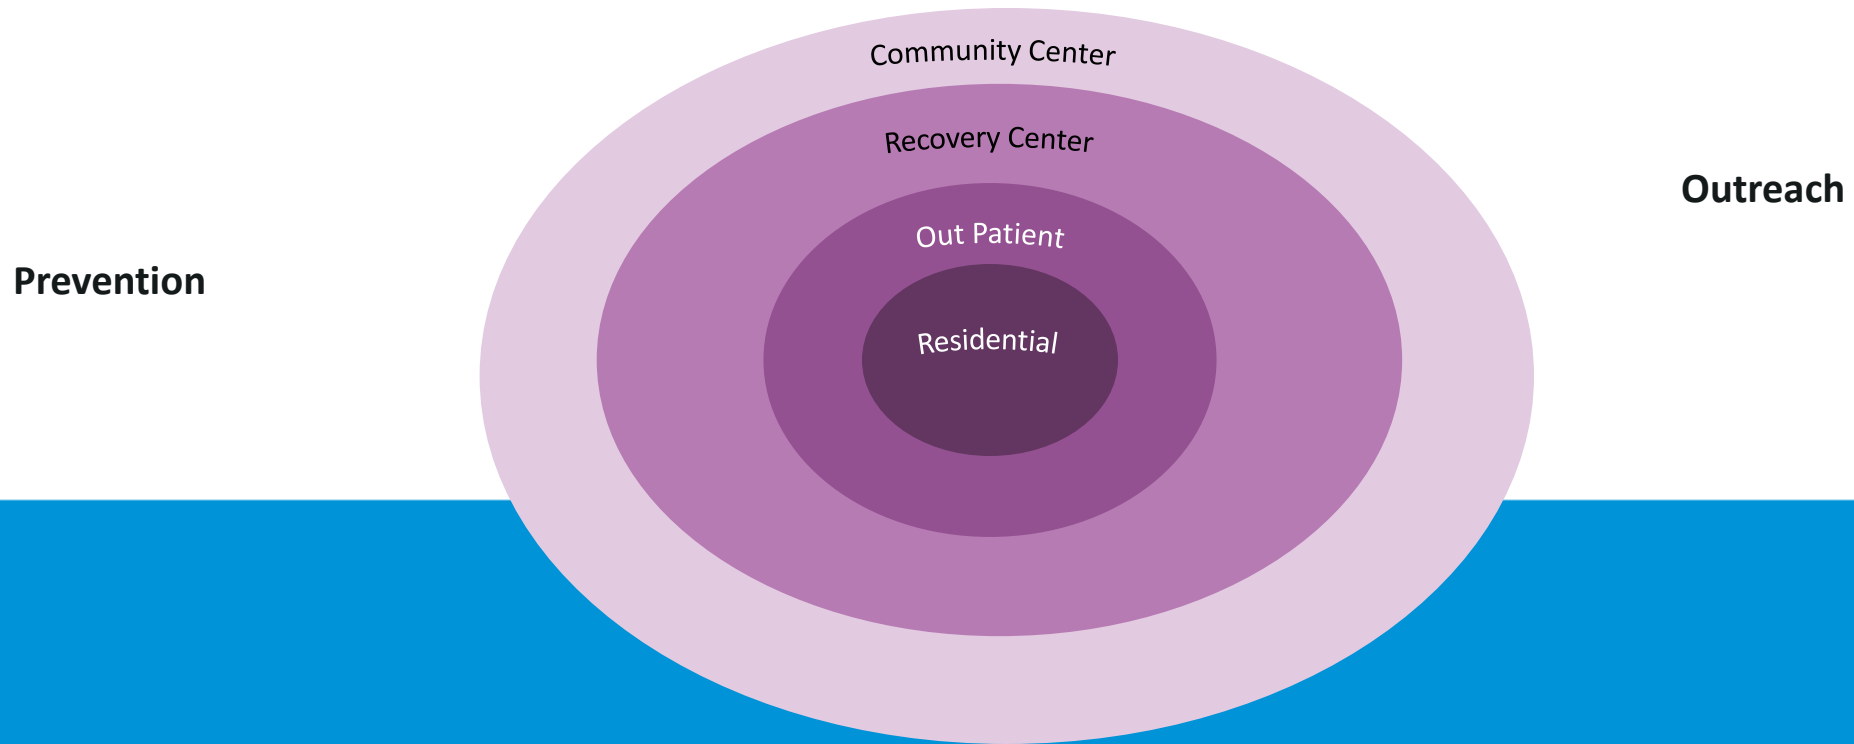 Community Center
Recovery Center
Outreach
Out Patient
Prevention
Residential